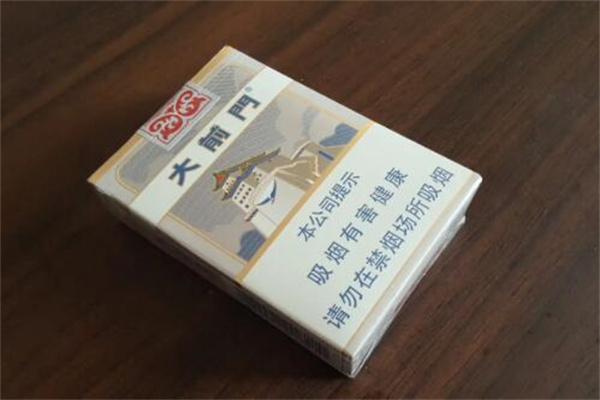 大前門®
本公司提示
吸烟有害健康
请勿在禁烟场所吸烟